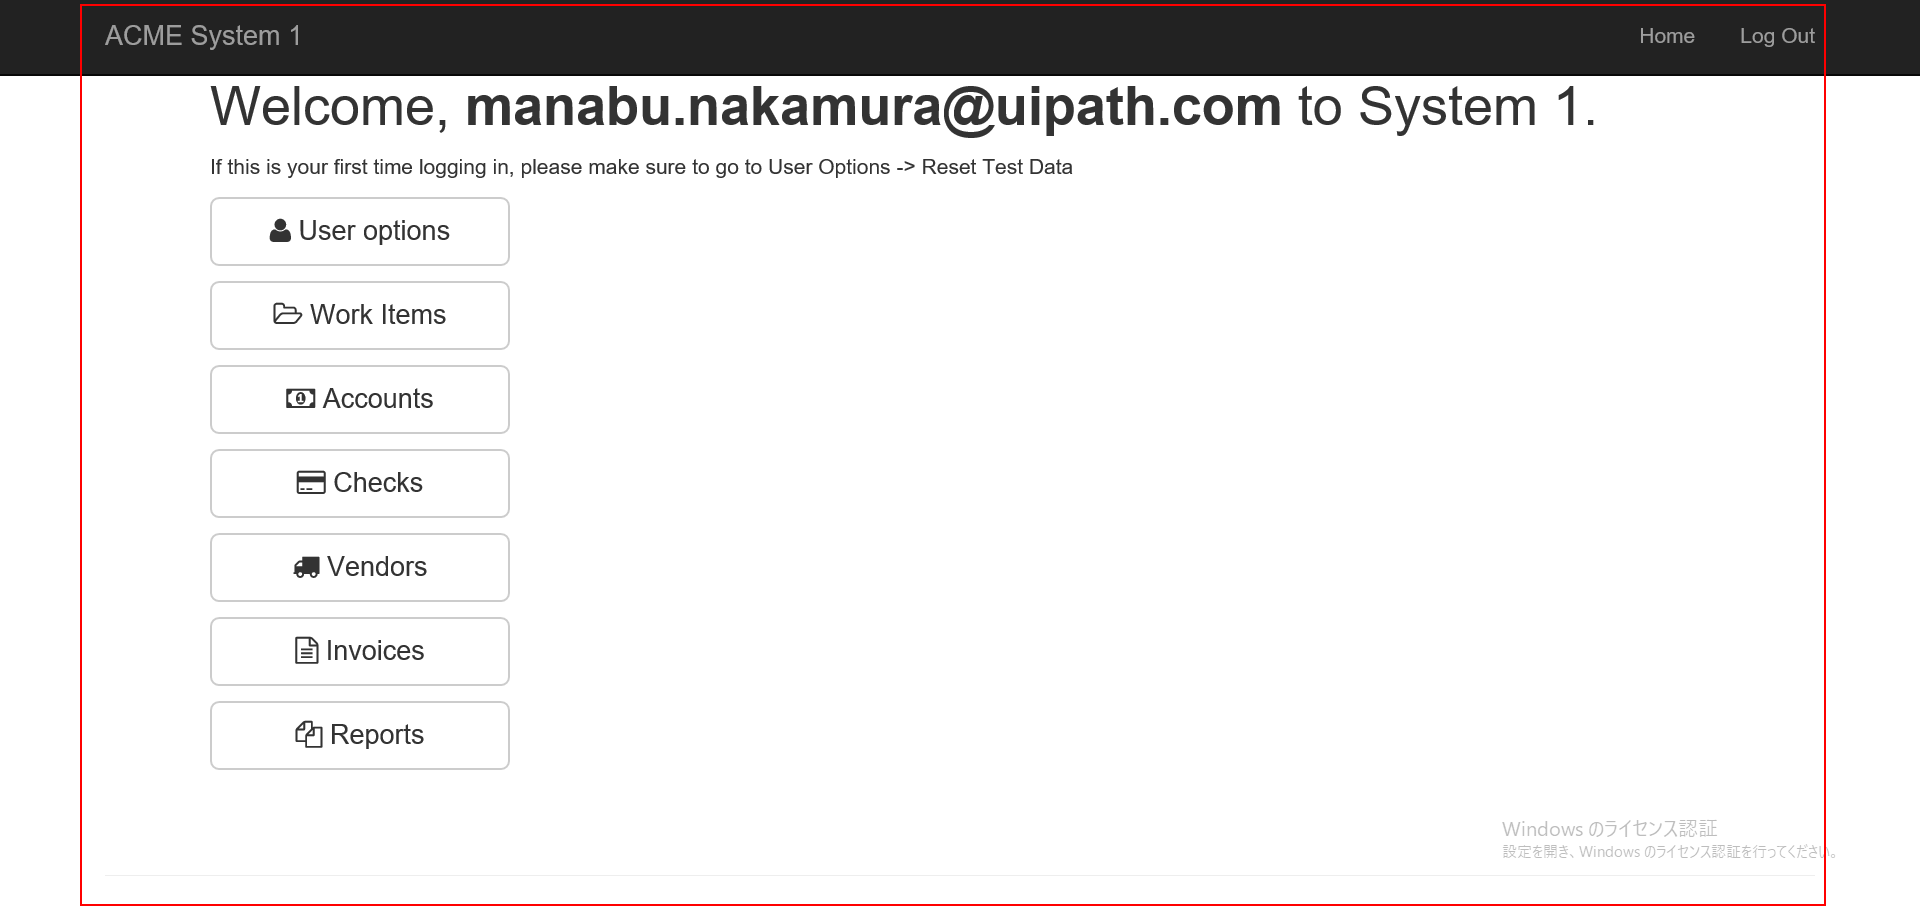 ACME System 1
Home
Log Out
Welcome, manabu.nakamura@uipath.com to System 1.
If this is your first time logging in, please make sure to go to User Options -> Reset Test Data
User options
Work Items
Accounts
Checks
Vendors
Invoices
Reports
Windows のライセンス認証
設定を開き、Windows のライセンス認証を行ってください。